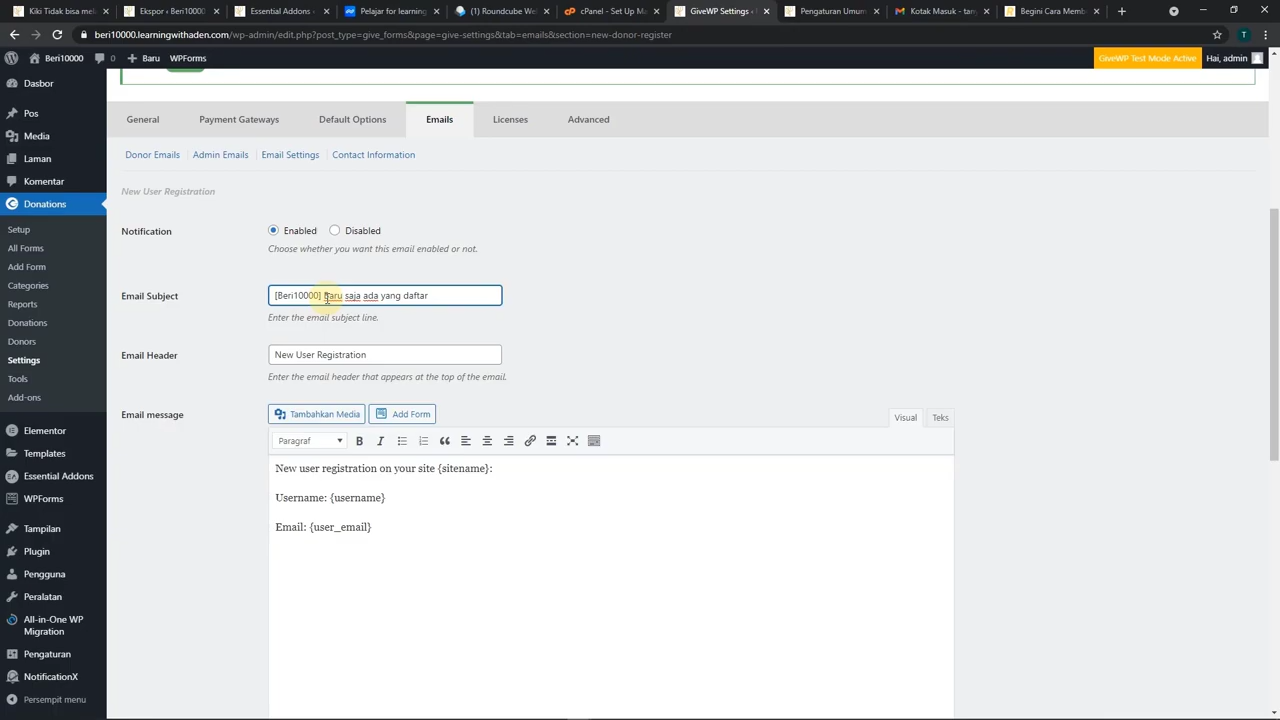 Kiki Tidak bisa mela
Ekspor ‹ Beri10000
Essential Addons ‹
Pelajar for learning
(1) Roundcube Web
cPanel - Set Up Ma
GiveWP Settings ‹
Pengaturan Umum
Kotak Masuk - tang
Begini Cara Memb
beri10000.learningwithaden.com/wp-admin/edit.php?post_type=give_forms&page=give-settings&tab=emails&section=new-donor-register
T
Beri10000
0
Baru
WPForms
GiveWP Test Mode Active
Hai, admin
Dasbor
Pos
Media
Laman
Komentar
Donations
Setup
All Forms
Add Form
Categories
Reports
Donations
Donors
Settings
Tools
Add-ons
Elementor
Templates
Essential Addons
WPForms
Tampilan
Plugin
Pengguna
Peralatan
All-in-One WP
Migration
Pengaturan
NotificationX
Persempit menu
General
Payment Gateways
Default Options
Emails
Licenses
Advanced
Donor Emails
Admin Emails
Email Settings
Contact Information
New User Registration
Notification
Enabled
Disabled
Choose whether you want this email enabled or not.
Email Subject
[Beri10000] Baru saja ada yang daftar
Enter the email subject line.
Email Header
New User Registration
Enter the email header that appears at the top of the email.
Email message
Tambahkan Media
Add Form
Visual
Teks
Paragraf
B
I
New user registration on your site {sitename}:
Username: {username}
Email: {user_email}